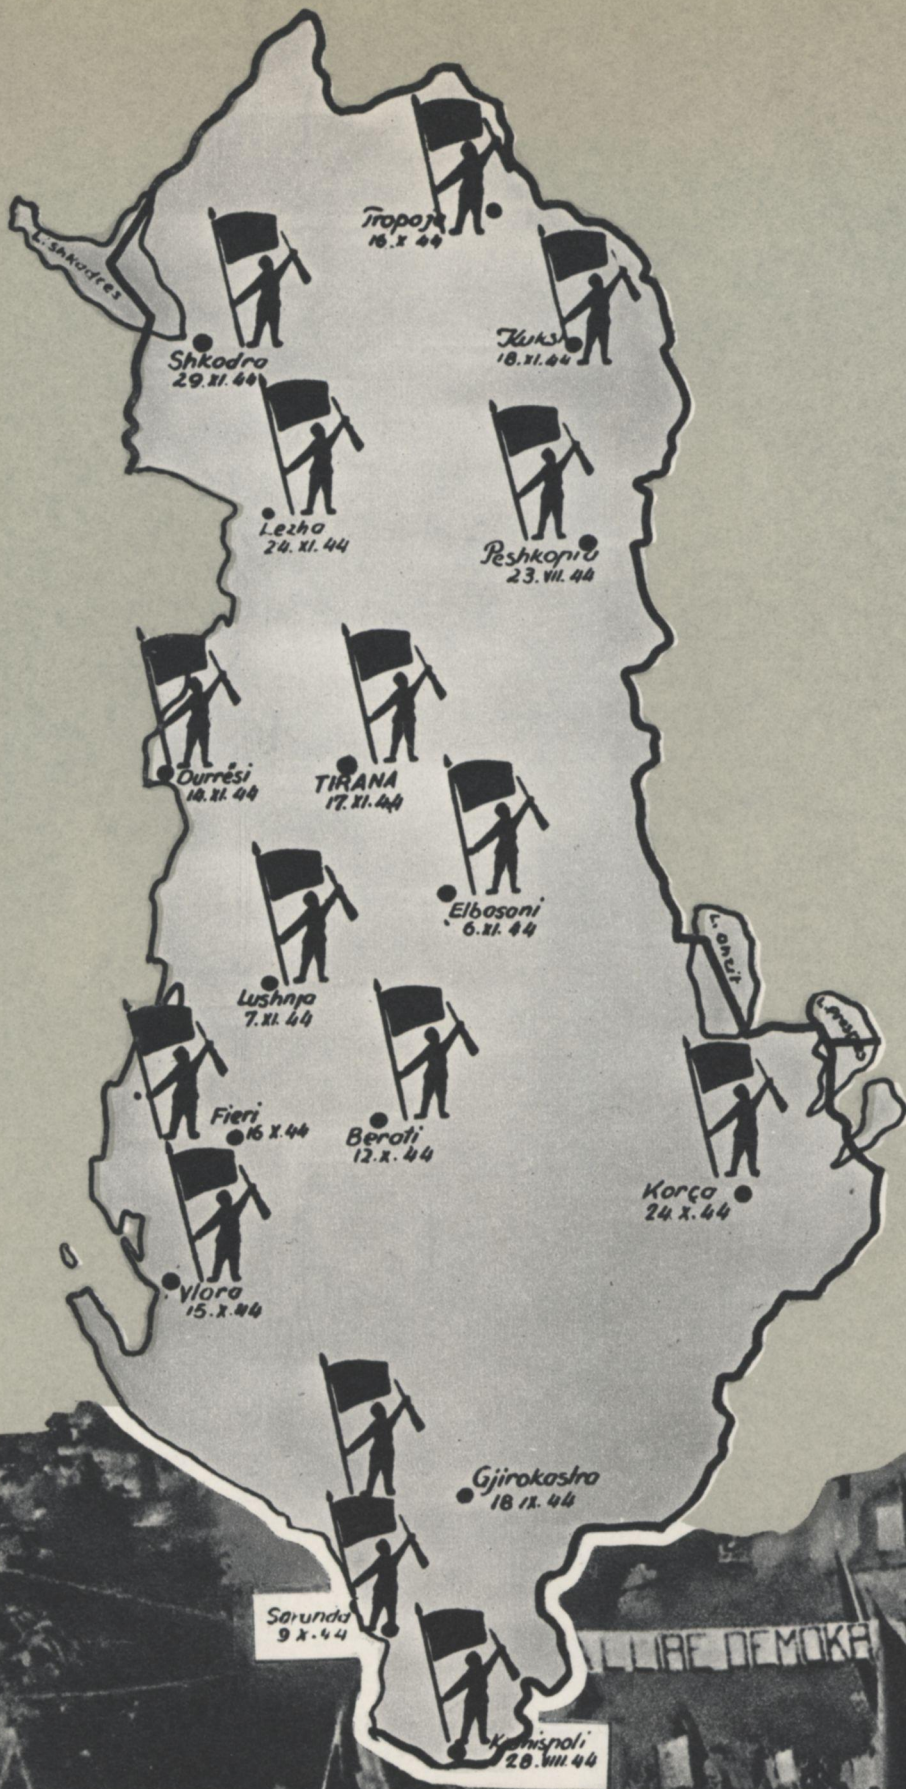 Tropoja
16.X 44
L. shkodres
Kuksi
18.XI.44
Shkodra
29.XI.44
Lezha
24.XI.44
Peshkopia
23.VII.44
Durrësi
14.XI.44
TIRANA
17.XI.44
Elbasani
6.XI.44
L. Ohrit
Lushnja
7.XI.44
Fieri
16 X.44
Berati
12.X.44
Korça
24.X.44
Vlora
15.X.44
Gjirokastra
18 IX.44
Saranda
9 X.44
LLIBE DEMOKR
Konispoli
28.VIII.44